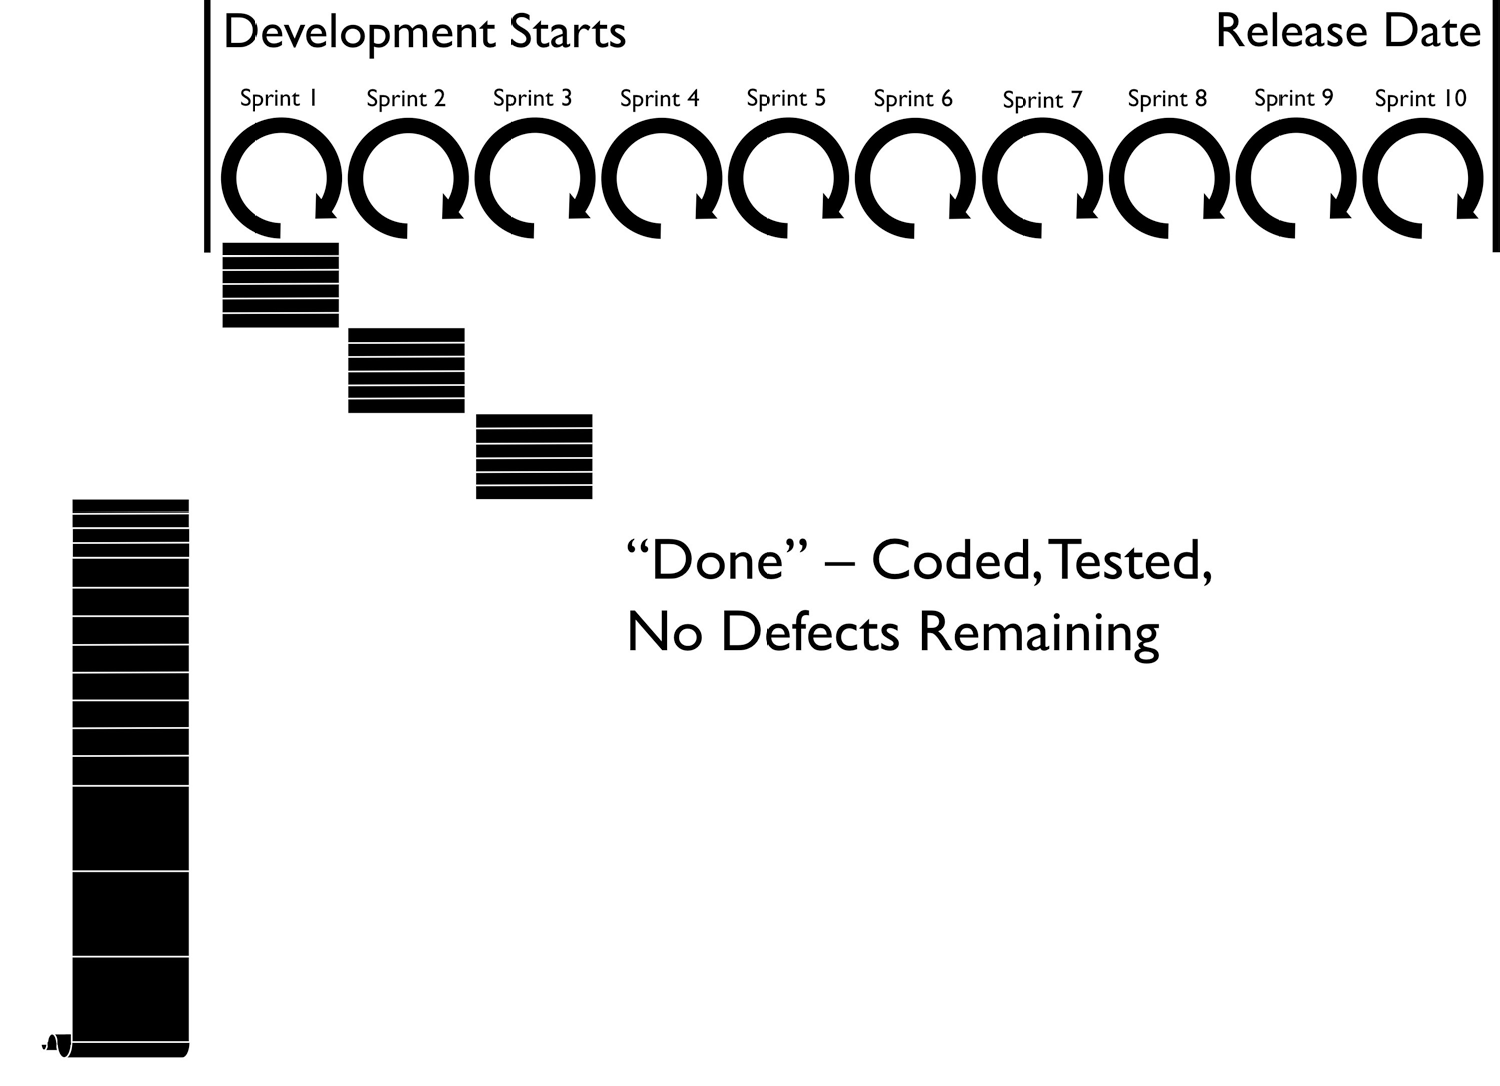 Development Starts
Release Date
Sprint 1
Sprint 2
Sprint 3
Sprint 4
Sprint 5
Sprint 6
Sprint 7
Sprint 8
Sprint 9
Sprint 10
“Done” – Coded, Tested,
No Defects Remaining